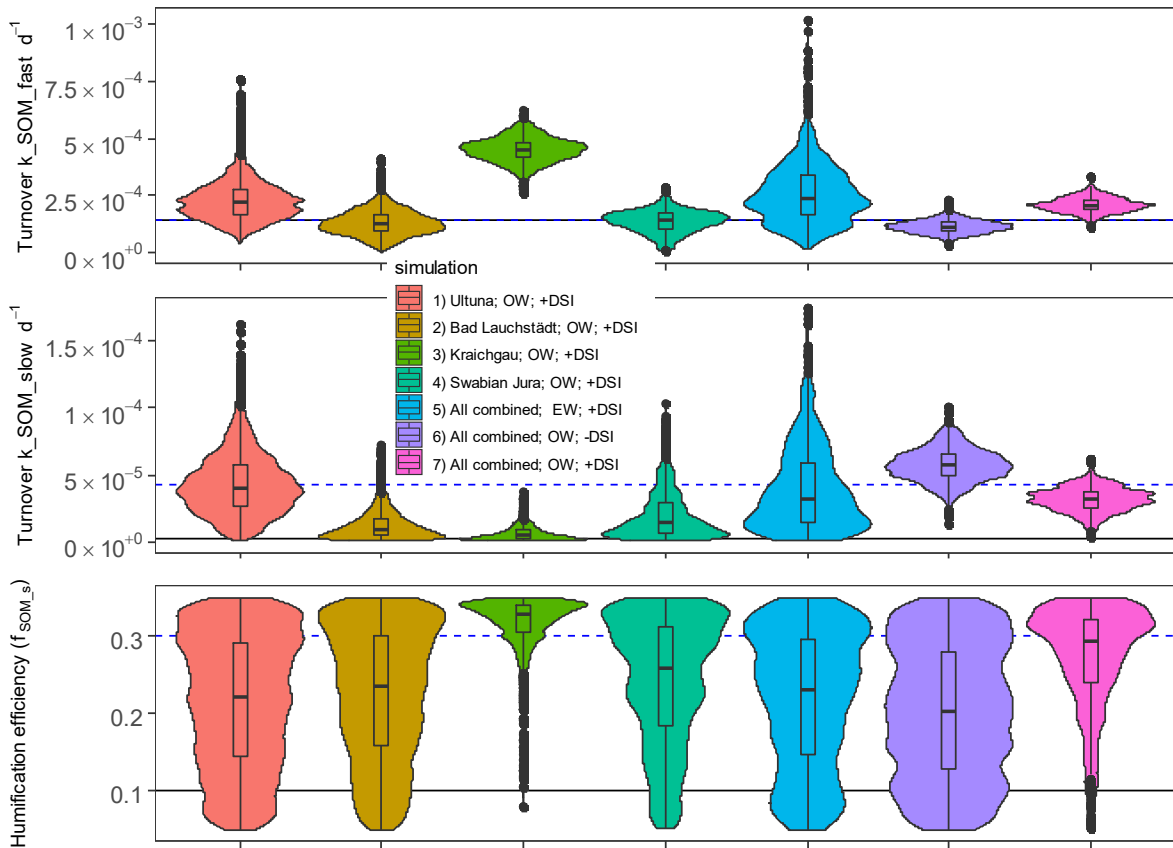 Turnover k_SOM_fast d⁻¹
1 × 10⁻³
7.5 × 10⁻⁴
5 × 10⁻⁴
2.5 × 10⁻⁴
0 × 10⁺⁰
simulation
1) Ultuna; OW; +DSI
2) Bad Lauchstädt; OW; +DSI
3) Kraichgau; OW; +DSI
4) Swabian Jura; OW; +DSI
5) All combined; EW; +DSI
6) All combined; OW; -DSI
7) All combined; OW; +DSI
Turnover k_SOM_slow d⁻¹
1.5 × 10⁻⁴
1 × 10⁻⁴
5 × 10⁻⁵
0 × 10⁺⁰
Humification efficiency (f SOM_s)
0.3
0.2
0.1